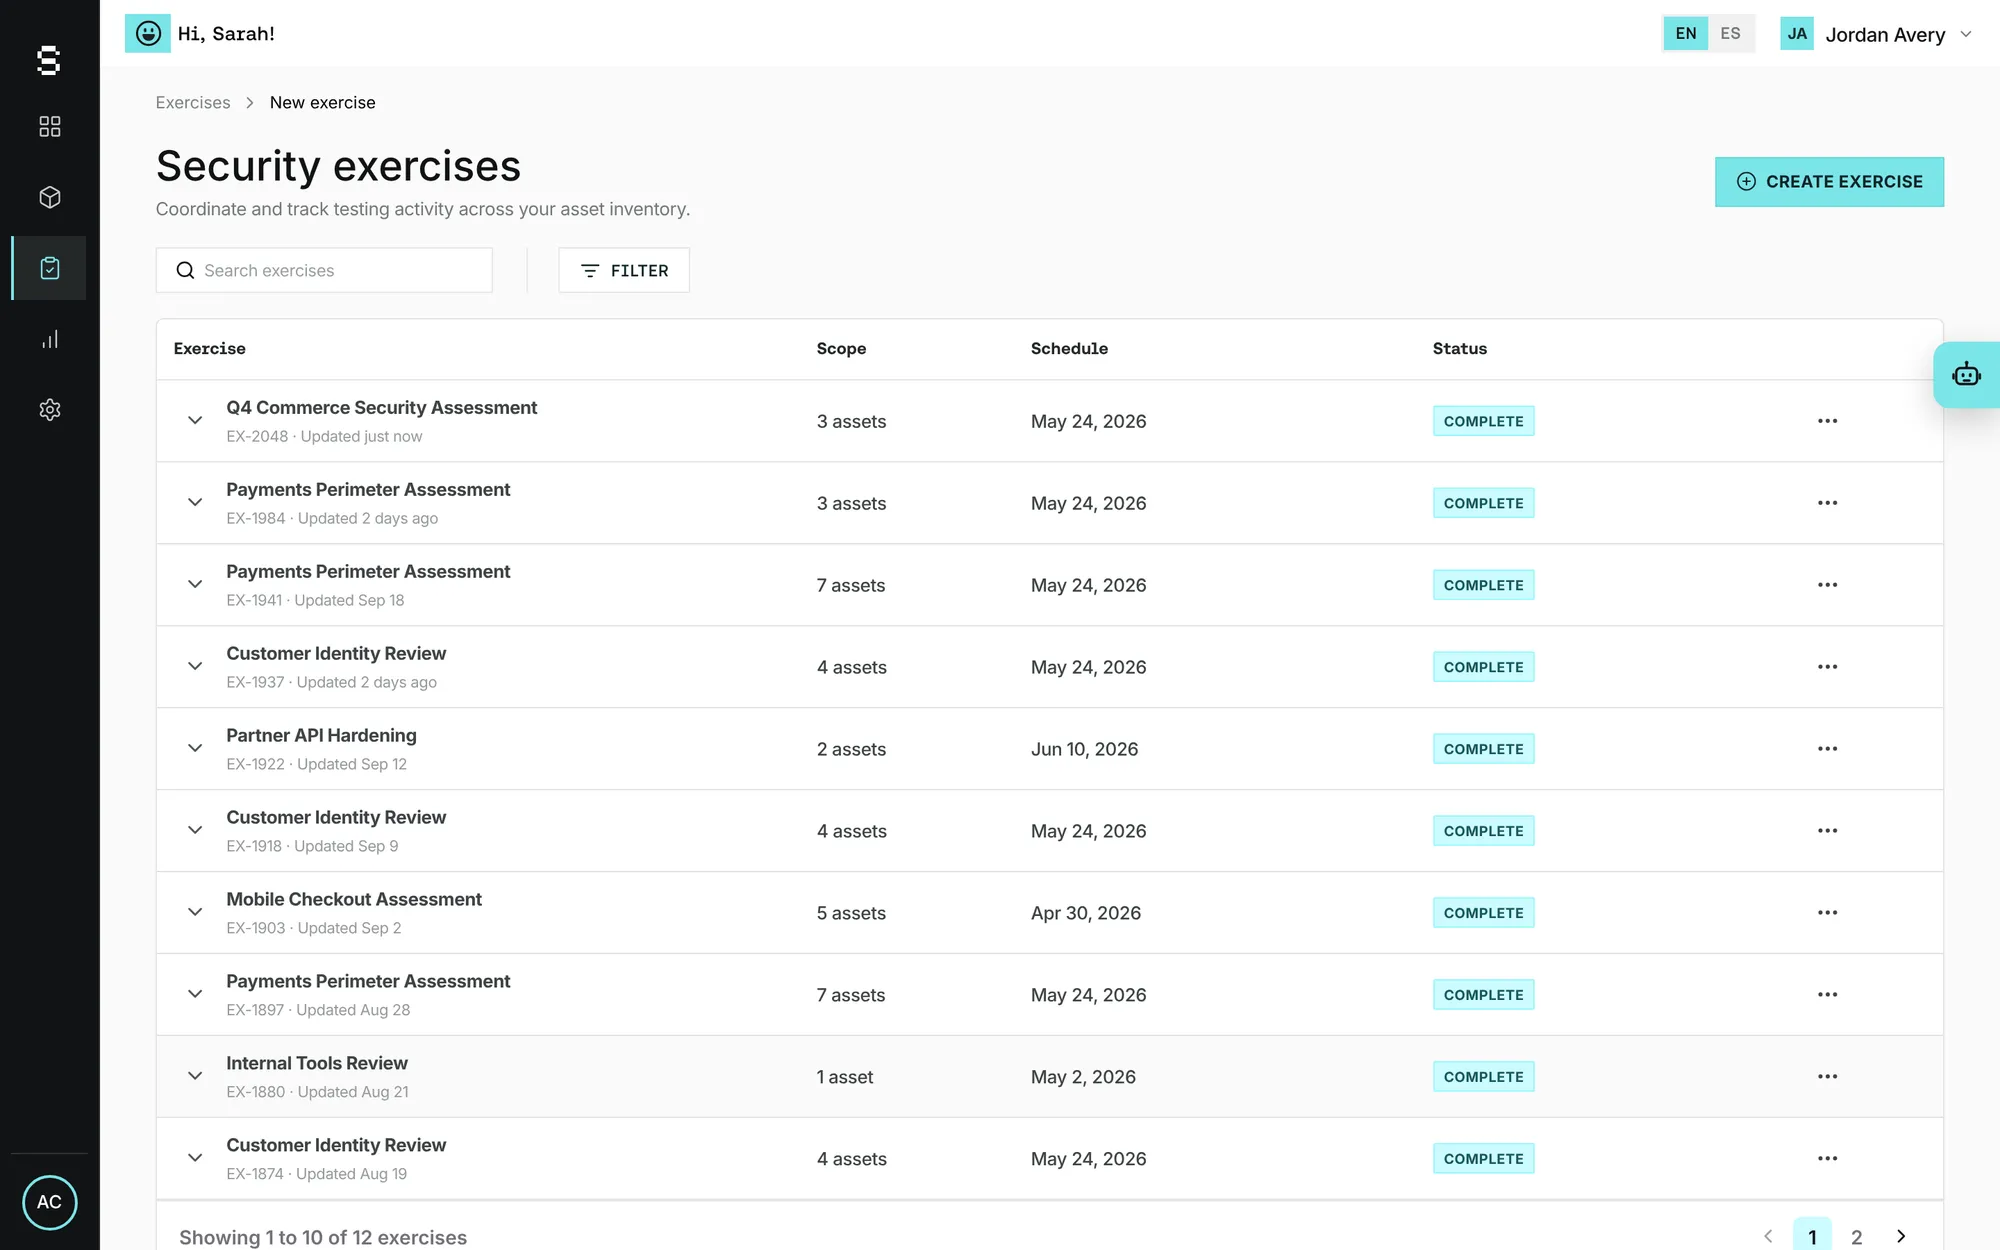 Hi, Sarah!
EN ES
JA Jordan Avery
Exercises > New exercise
Security exercises
Coordinate and track testing activity across your asset inventory.
CREATE EXERCISE
Search exercises
FILTER
Exercise Scope Schedule Status
Q4 Commerce Security Assessment
EX-2048 · Updated just now
3 assets May 24, 2026 COMPLETE
Payments Perimeter Assessment
EX-1984 · Updated 2 days ago
3 assets May 24, 2026 COMPLETE
Payments Perimeter Assessment
EX-1941 · Updated Sep 18
7 assets May 24, 2026 COMPLETE
Customer Identity Review
EX-1937 · Updated 2 days ago
4 assets May 24, 2026 COMPLETE
Partner API Hardening
EX-1922 · Updated Sep 12
2 assets Jun 10, 2026 COMPLETE
Customer Identity Review
EX-1918 · Updated Sep 9
4 assets May 24, 2026 COMPLETE
Mobile Checkout Assessment
EX-1903 · Updated Sep 2
5 assets Apr 30, 2026 COMPLETE
Payments Perimeter Assessment
EX-1897 · Updated Aug 28
7 assets May 24, 2026 COMPLETE
Internal Tools Review
EX-1880 · Updated Aug 21
1 asset May 2, 2026 COMPLETE
Customer Identity Review
EX-1874 · Updated Aug 19
4 assets May 24, 2026 COMPLETE
AC
Showing 1 to 10 of 12 exercises
1 2